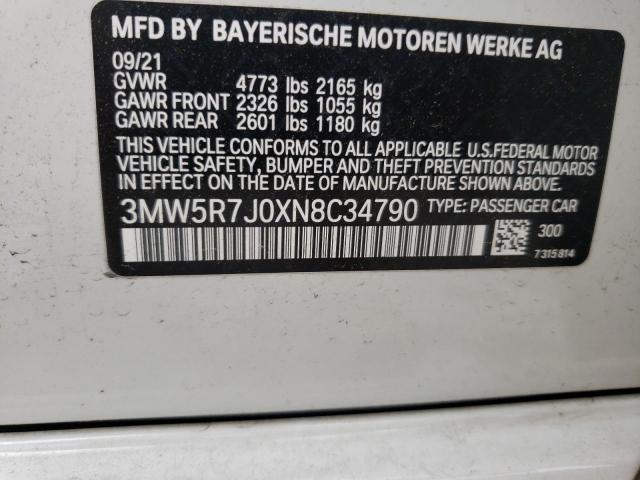 MFD BY BAYERISCHE MOTOREN WERKE AG
09/21
GVWR 4773 lbs 2165 kg
GAWR FRONT 2326 lbs 1055 kg
GAWR REAR 2601 lbs 1180 kg
THIS VEHICLE CONFORMS TO ALL APPLICABLE U.S.FEDERAL MOTOR
VEHICLE SAFETY, BUMPER AND THEFT PREVENTION STANDARDS
IN EFFECT ON THE DATE OF MANUFACTURE SHOWN ABOVE.
3MW5R7J0XN8C34790 TYPE: PASSENGER CAR
300
7315814